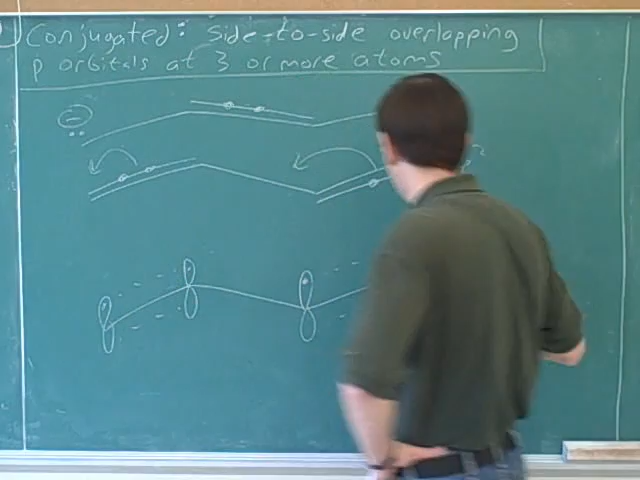 Conjugated: Side-to-side overlapping
p orbitals at 3 or more atoms